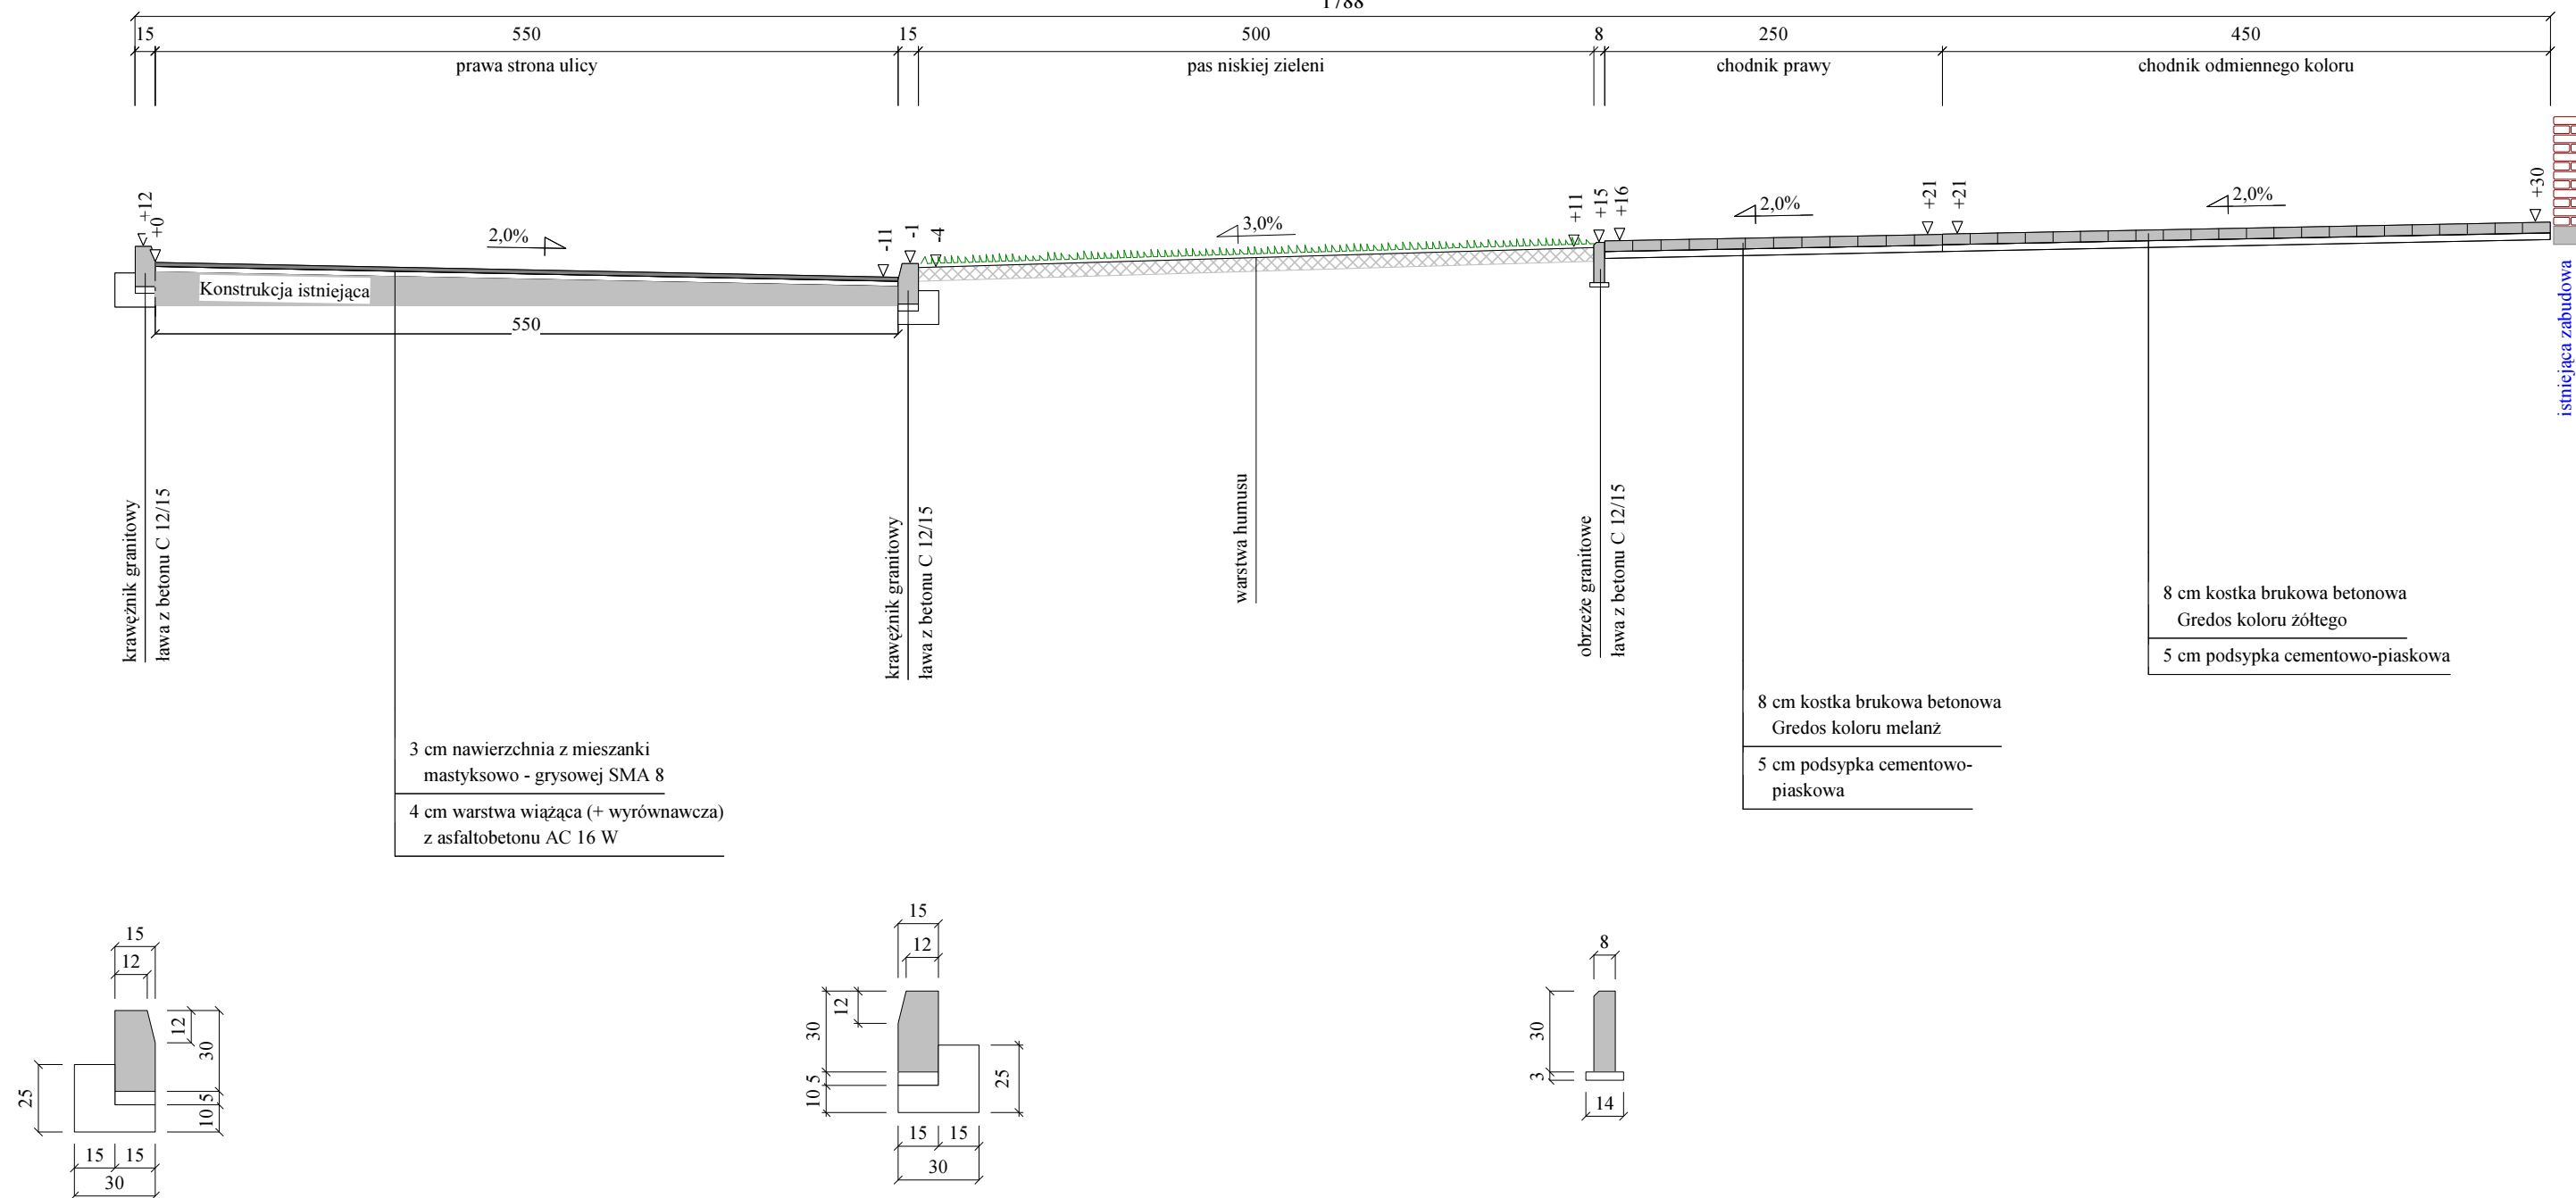 1788
15 550 15 500 8 250 450
prawa strona ulicy pas niskiej zieleni chodnik prawy chodnik odmiennego koloru
+12
+0
2,0%
-11
-1
-4
3,0%
+11
+15
+16
2,0%
+21
+21
2,0%
+30
Konstrukcja istniejąca
550
istniejąca zabudowa
krawężnik granitowy
ława z betonu C 12/15
krawężnik granitowy
ława z betonu C 12/15
warstwa humusu
obrzeże granitowe
ława z betonu C 12/15
8 cm kostka brukowa betonowa
Gredos koloru żółtego
5 cm podsypka cementowo-piaskowa
8 cm kostka brukowa betonowa
Gredos koloru melanż
5 cm podsypka cementowo-
piaskowa
3 cm nawierzchnia z mieszanki
mastyksowo - grysowej SMA 8
4 cm warstwa wiążąca (+ wyrównawcza)
z asfaltobetonu AC 16 W
15
12
12
30
25
5
10
15 15
30
15
12
12
30
5
10
25
15 15
30
8
30
3
14